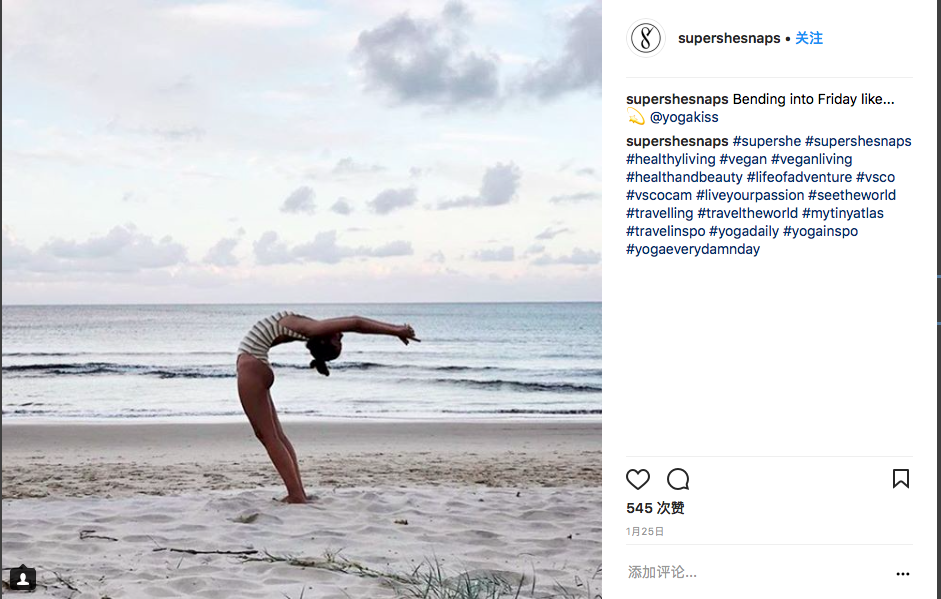 supershesnaps • 关注
supershesnaps Bending into Friday like...
@yogakiss
supershesnaps #supershe #supershesnaps
#healthyliving #vegan #veganliving
#healthandbeauty #lifeofadventure #vsco
#vscocam #liveyourpassion #seetheworld
#travelling #traveltheworld #mytinyatlas
#travelinspo #yogadaily #yogainspo
#yogaeverydamnday
545 次赞
1月25日
添加评论...